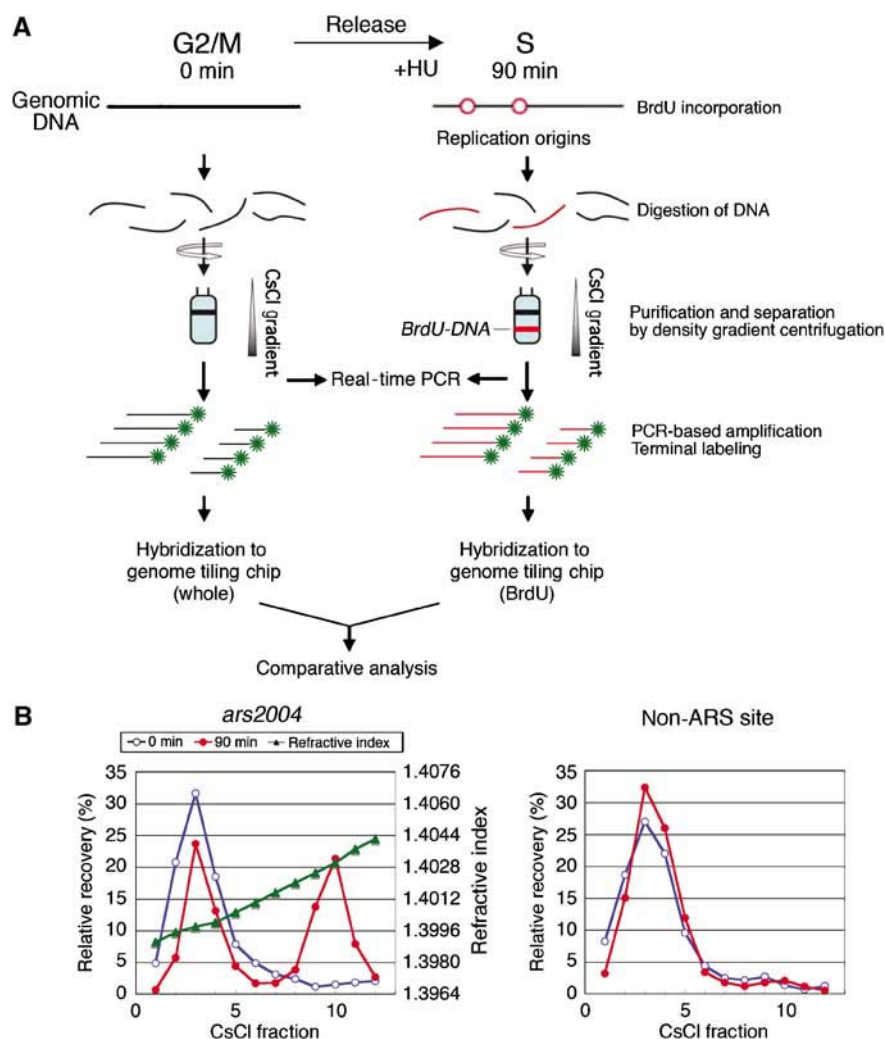 A
G2/M
0 min
Release
+HU
S
90 min
Genomic
DNA
BrdU incorporation
Replication origins
Digestion of DNA
CsCl gradient
BrdU-DNA
CsCl gradient
Purification and separation
by density gradient centrifugation
Real-time PCR
PCR-based amplification
Terminal labeling
Hybridization to
genome tiling chip
(whole)
Hybridization to
genome tiling chip
(BrdU)
Comparative analysis
B
ars2004
0 min 90 min Refractive index
Relative recovery (%)
35
30
25
20
15
10
5
0
1.4076
1.4060
1.4044
1.4028
1.4012
1.3996
1.3980
1.3964
Refractive index
0 5 10
CsCl fraction
Non-ARS site
Relative recovery (%)
35
30
25
20
15
10
5
0
0 5 10
CsCl fraction